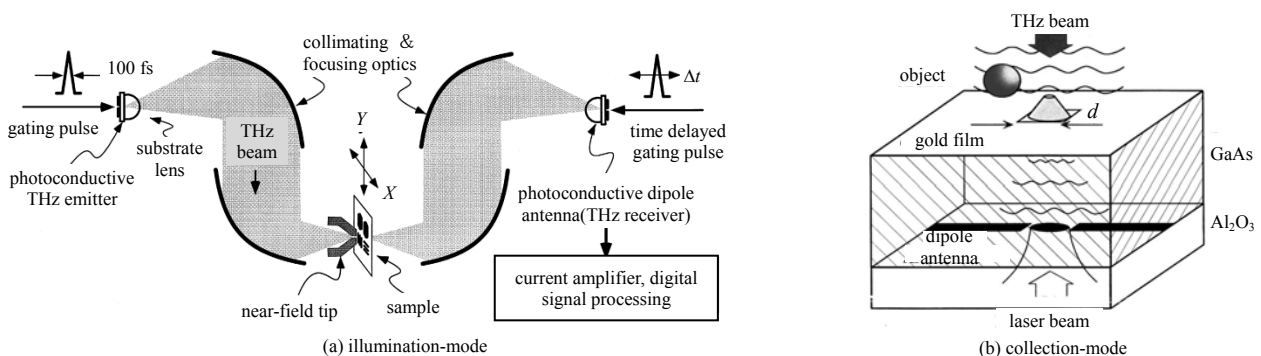 100 fs
gating pulse
photoconductive
THz emitter
substrate
lens
collimating &
focusing optics
THz
beam
Y
X
near-field tip
sample
Δt
time delayed
gating pulse
photoconductive dipole
antenna(THz receiver)
current amplifier, digital
signal processing
(a) illumination-mode
THz beam
object
d
gold film
GaAs
Al₂O₃
dipole
antenna
laser beam
(b) collection-mode